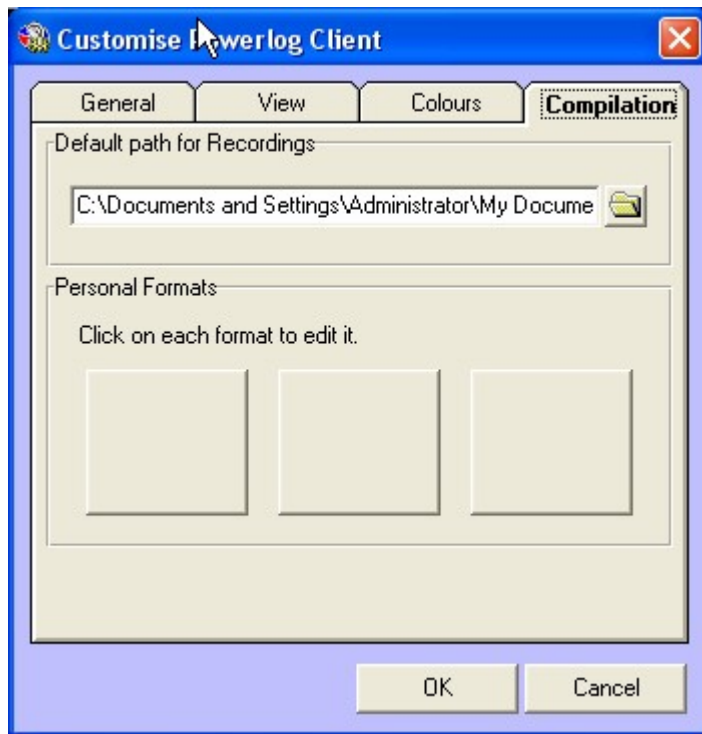 Customise Powerlog Client
General View Colours Compilation
Default path for Recordings
C:\Documents and Settings\Administrator\My Docume
Personal Formats
Click on each format to edit it.
OK Cancel